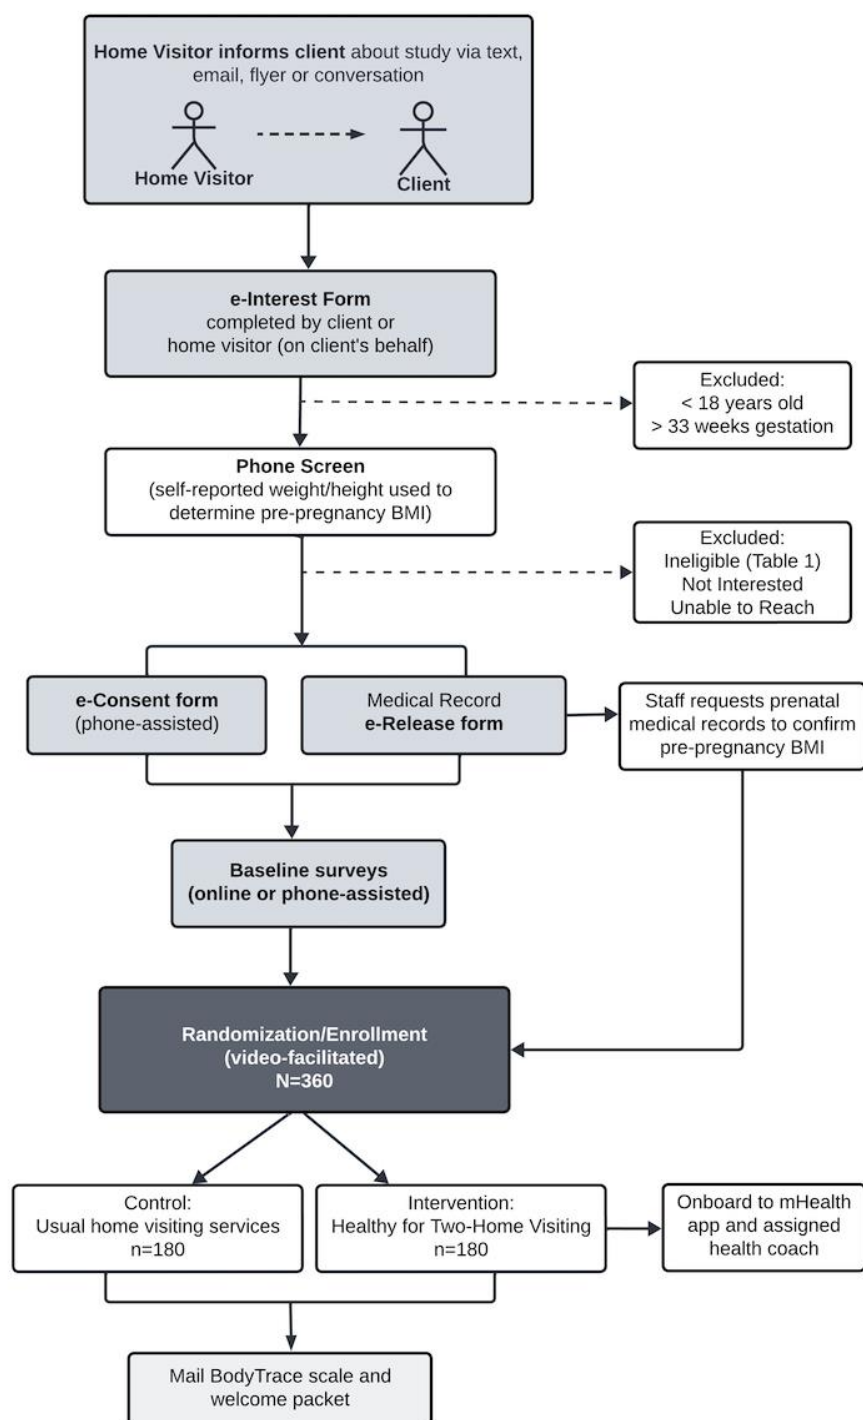 Home Visitor informs client about study via text,
email, flyer or conversation
Home Visitor
Client
e-Interest Form
completed by client or
home visitor (on client's behalf)
Excluded:
< 18 years old
> 33 weeks gestation
Phone Screen
(self-reported weight/height used to
determine pre-pregnancy BMI)
Excluded:
Ineligible (Table 1)
Not Interested
Unable to Reach
e-Consent form
(phone-assisted)
Medical Record
e-Release form
Staff requests prenatal
medical records to confirm
pre-pregnancy BMI
Baseline surveys
(online or phone-assisted)
Randomization/Enrollment
(video-facilitated)
N=360
Control:
Usual home visiting services
n=180
Intervention:
Healthy for Two-Home Visiting
n=180
Onboard to mHealth
app and assigned
health coach
Mail BodyTrace scale and
welcome packet